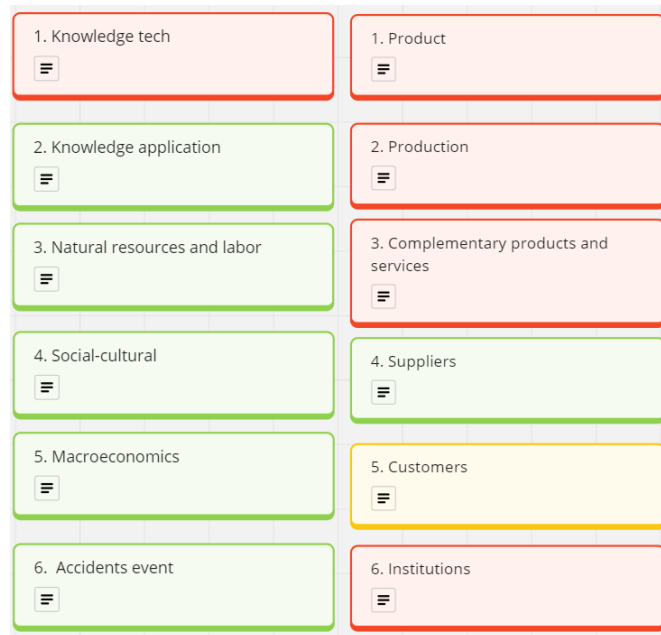 1. Knowledge tech
2. Knowledge application
3. Natural resources and labor
4. Social-cultural
5. Macroeconomics
6. Accidents event
1. Product
2. Production
3. Complementary products and
services
4. Suppliers
5. Customers
6. Institutions